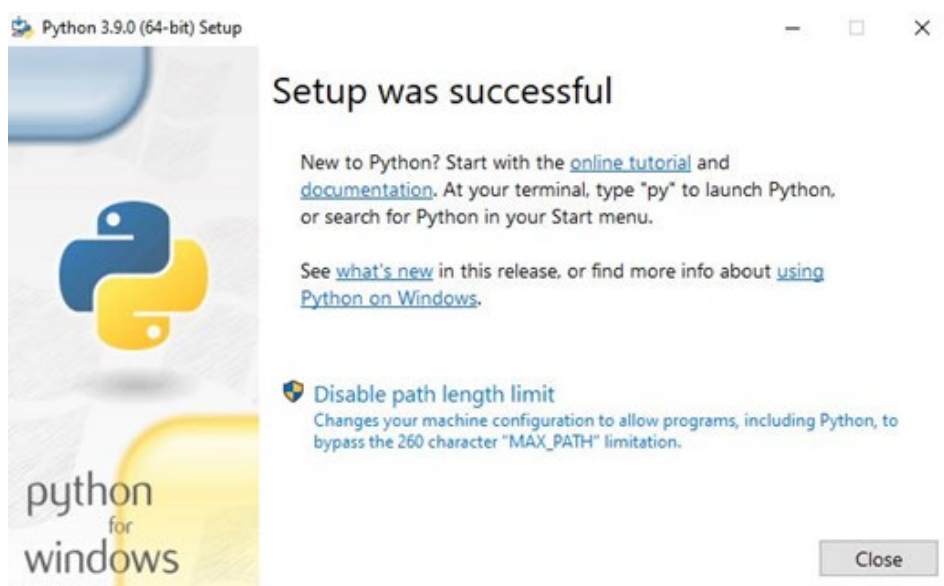 Python 3.9.0 (64-bit) Setup
Setup was successful
New to Python? Start with the online tutorial and
documentation. At your terminal, type "py" to launch Python,
or search for Python in your Start menu.
See what's new in this release, or find more info about using
Python on Windows.
Disable path length limit
Changes your machine configuration to allow programs, including Python, to
bypass the 260 character "MAX_PATH" limitation.
python
for
windows
Close